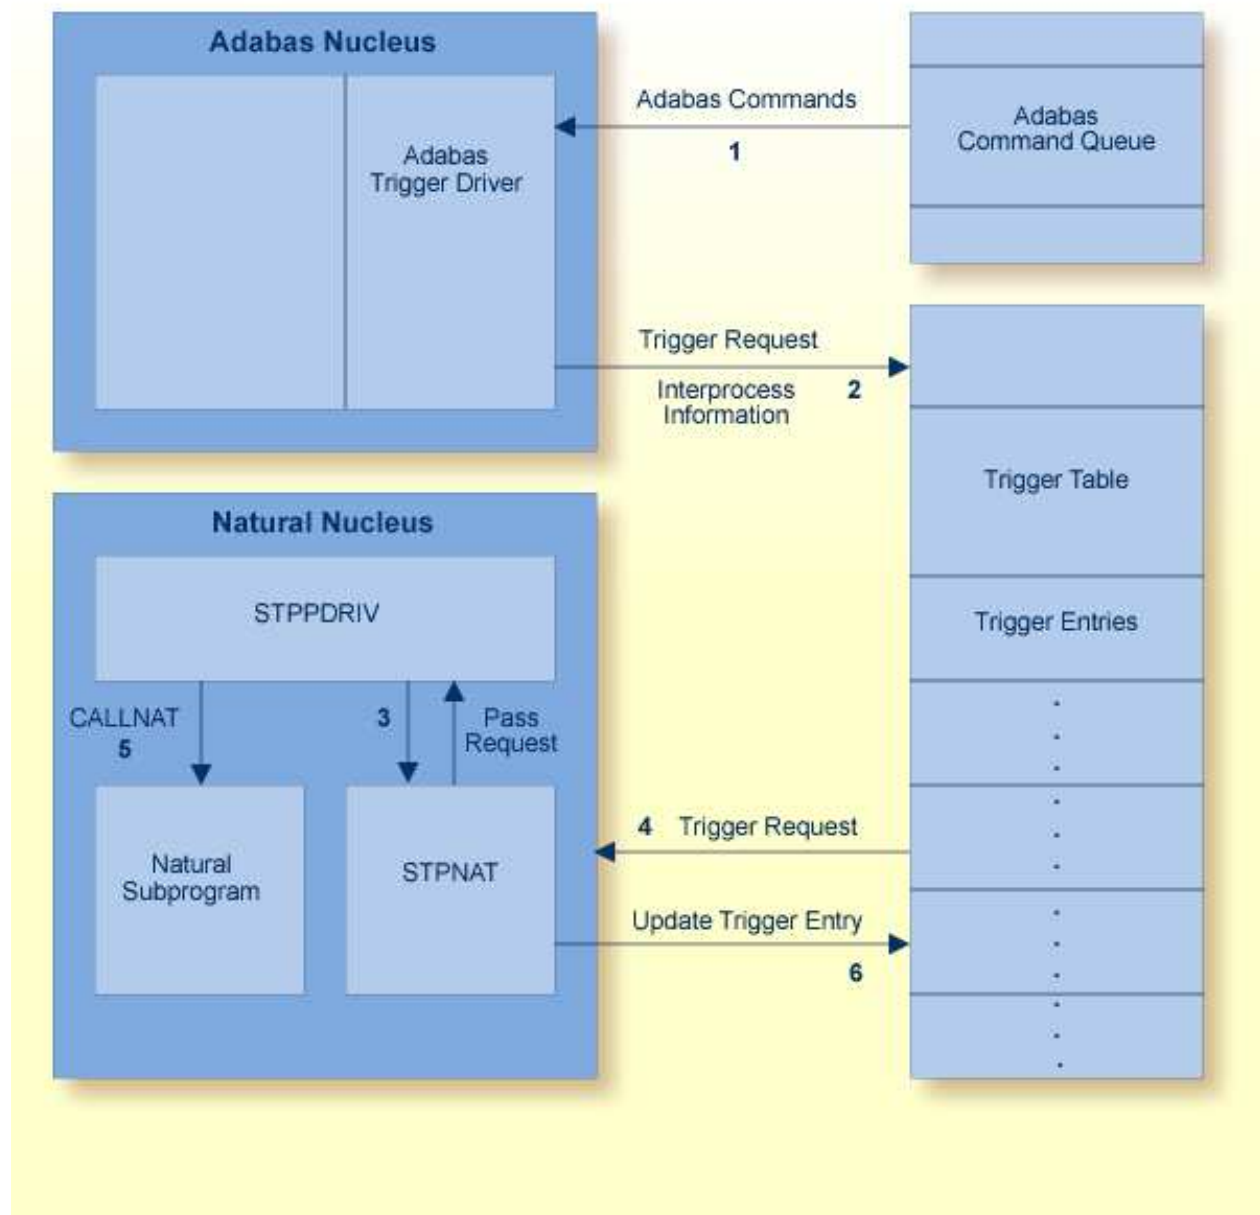 Adabas Nucleus
Adabas
Trigger Driver
Adabas Commands
1
Adabas
Command Queue
Trigger Request
Interprocess
Information
2
Trigger Table
Trigger Entries
Natural Nucleus
STPPDRIV
CALLNAT
5
3
Pass
Request
Natural
Subprogram
STPNAT
4 Trigger Request
Update Trigger Entry
6